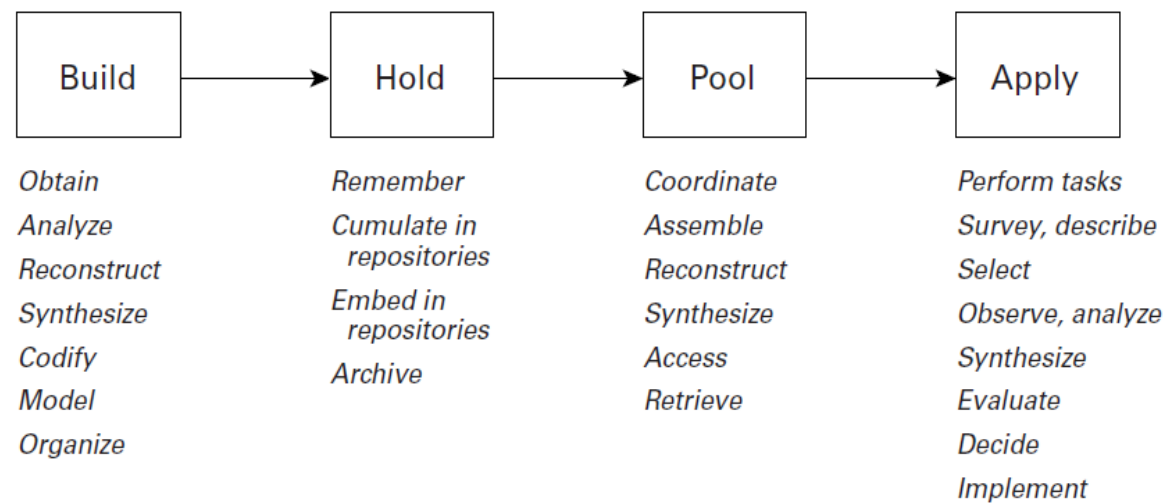 Build
Hold
Pool
Apply
Obtain
Analyze
Reconstruct
Synthesize
Codify
Model
Organize
Remember
Cumulate in
repositories
Embed in
repositories
Archive
Coordinate
Assemble
Reconstruct
Synthesize
Access
Retrieve
Perform tasks
Survey, describe
Select
Observe, analyze
Synthesize
Evaluate
Decide
Implement